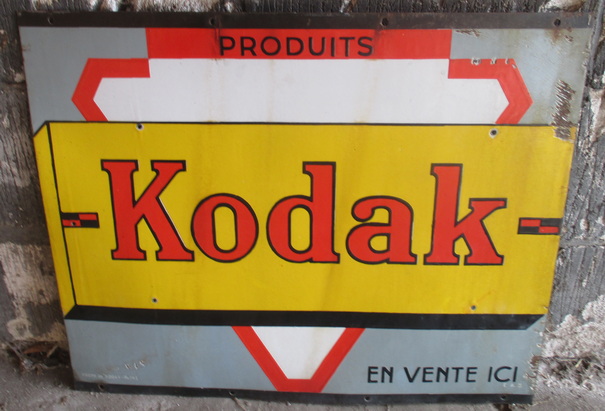 PRODUITS
Kodak
EN VENTE ICI